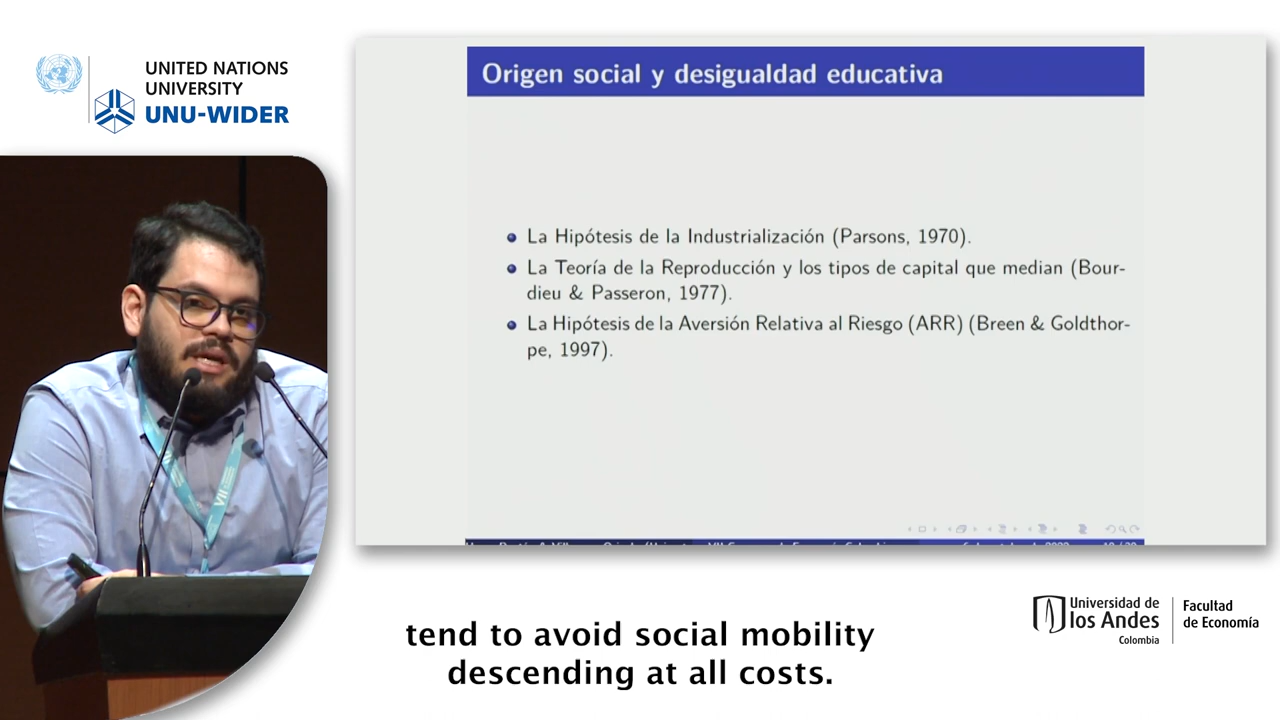 UNITED NATIONS
UNIVERSITY
UNU-WIDER
Origen social y desigualdad educativa
La Hipótesis de la Industrialización (Parsons, 1970).
La Teoría de la Reproducción y los tipos de capital que median (Bour-
dieu & Passeron, 1977).
La Hipótesis de la Aversión Relativa al Riesgo (ARR) (Breen & Goldthor-
pe, 1997).
VII
Universidad de
los Andes
Colombia
Facultad
de Economía
tend to avoid social mobility
descending at all costs.